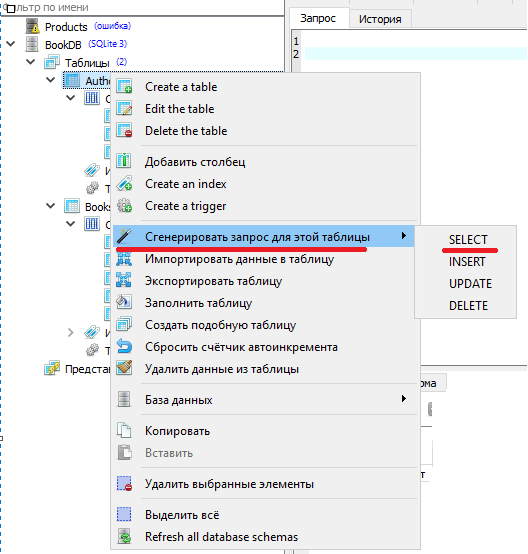 Фильтр по имени
Products (ошибка)
BookDB (SQLite 3)
Таблицы (2)
Autho
Books
Представ
Запрос
История
1
2
Create a table
Edit the table
Delete the table
Добавить столбец
Create an index
Create a trigger
Сгенерировать запрос для этой таблицы
Импортировать данные в таблицу
Экспортировать таблицу
Заполнить таблицу
Создать подобную таблицу
Сбросить счётчик автоинкремента
Удалить данные из таблицы
База данных
Копировать
Вставить
Удалить выбранные элементы
Выделить всё
Refresh all database schemas
SELECT
INSERT
UPDATE
DELETE
рма